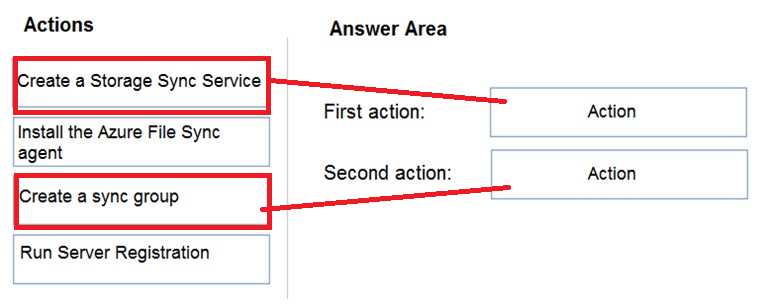 Actions
Answer Area
Create a Storage Sync Service
First action:
Action
Install the Azure File Sync
agent
Second action:
Action
Create a sync group
Run Server Registration